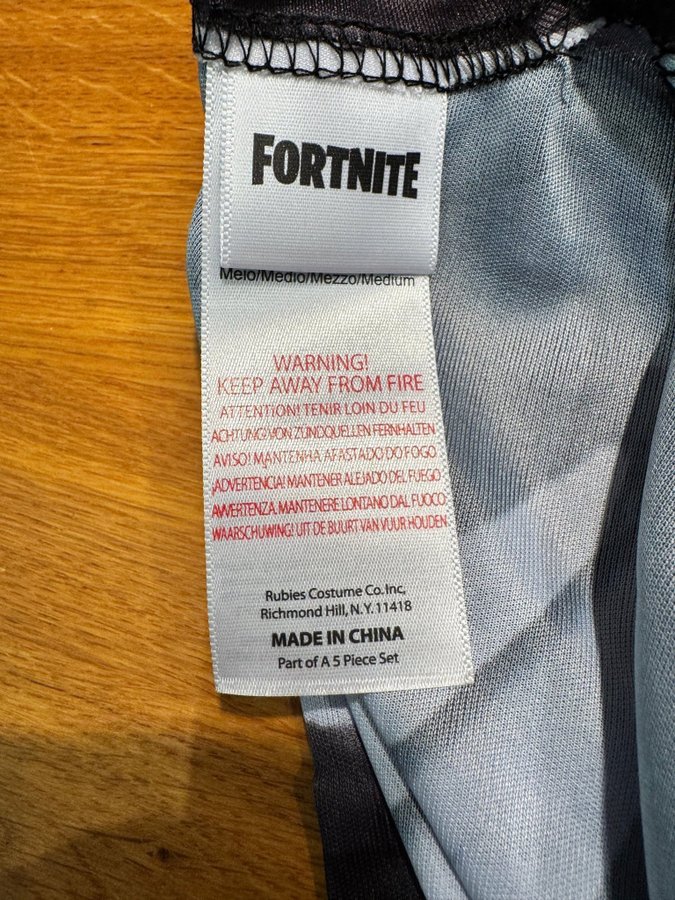 FORTNITE
Meio/Medio/Mezzo/Medium
WARNING!
KEEP AWAY FROM FIRE
ATTENTION! TENIR LOIN DU FEU
ACHTUNG! VON ZUNDQUELLEN FERNHALTEN
AVISO! MANTENHA AFASTADO DO FOGO
¡ADVERTENCIA! MANTENER ALEJADO DEL FUEGO
AVVERTENZA. MANTENERE LONTANO DAL FUOCO.
WAARSCHUWING! UIT DE BUURT VAN VUUR HOUDEN
Rubies Costume Co. Inc,
Richmond Hill, N.Y. 11418
MADE IN CHINA
Part of A 5 Piece Set